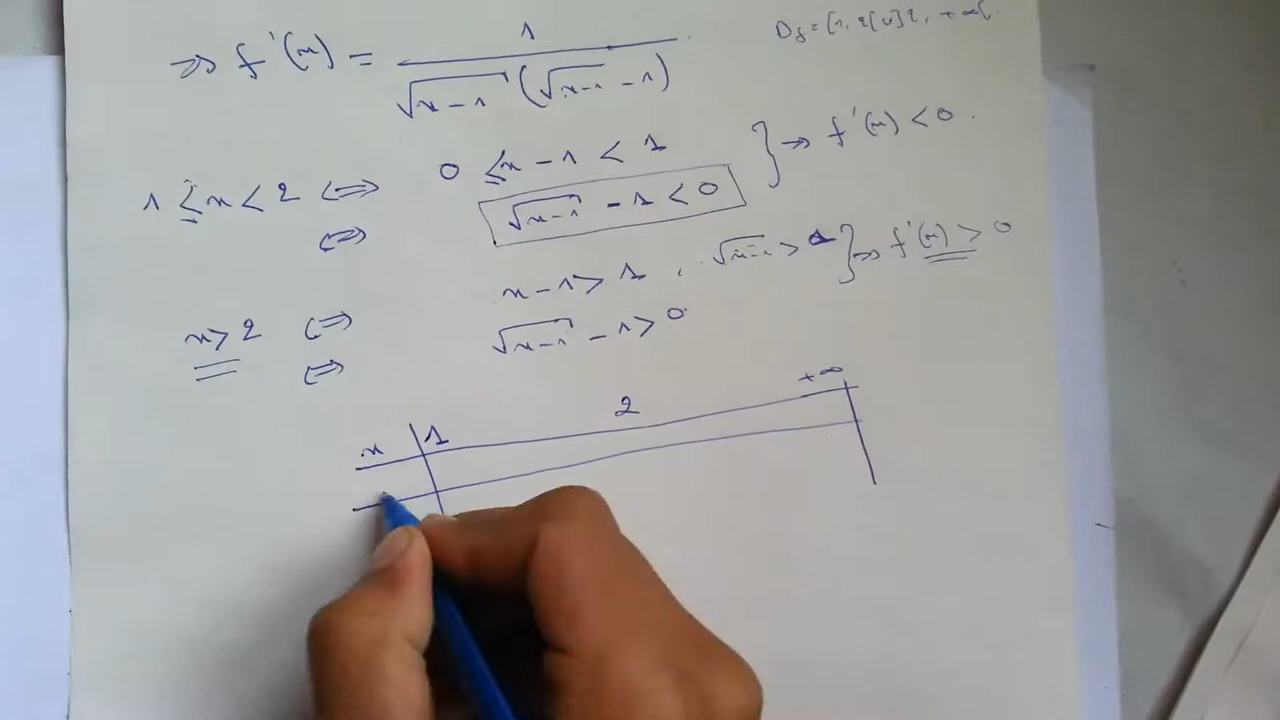 D_f = [1, 2[ ∪ ]2, +∞[.
⇒ f'(x) = 1 / (√(x-1) (√(x-1) - 1)).
1 ≤ x < 2 ⇔ 0 ≤ x - 1 < 1 } → f'(x) < 0.
⇔ √(x-1) - 1 < 0
x - 1 > 1 , √(x-1) > 1 } ⇒ f'(x) > 0
x > 2 ⇔ √(x-1) - 1 > 0
⇔
x 1 2 +∞